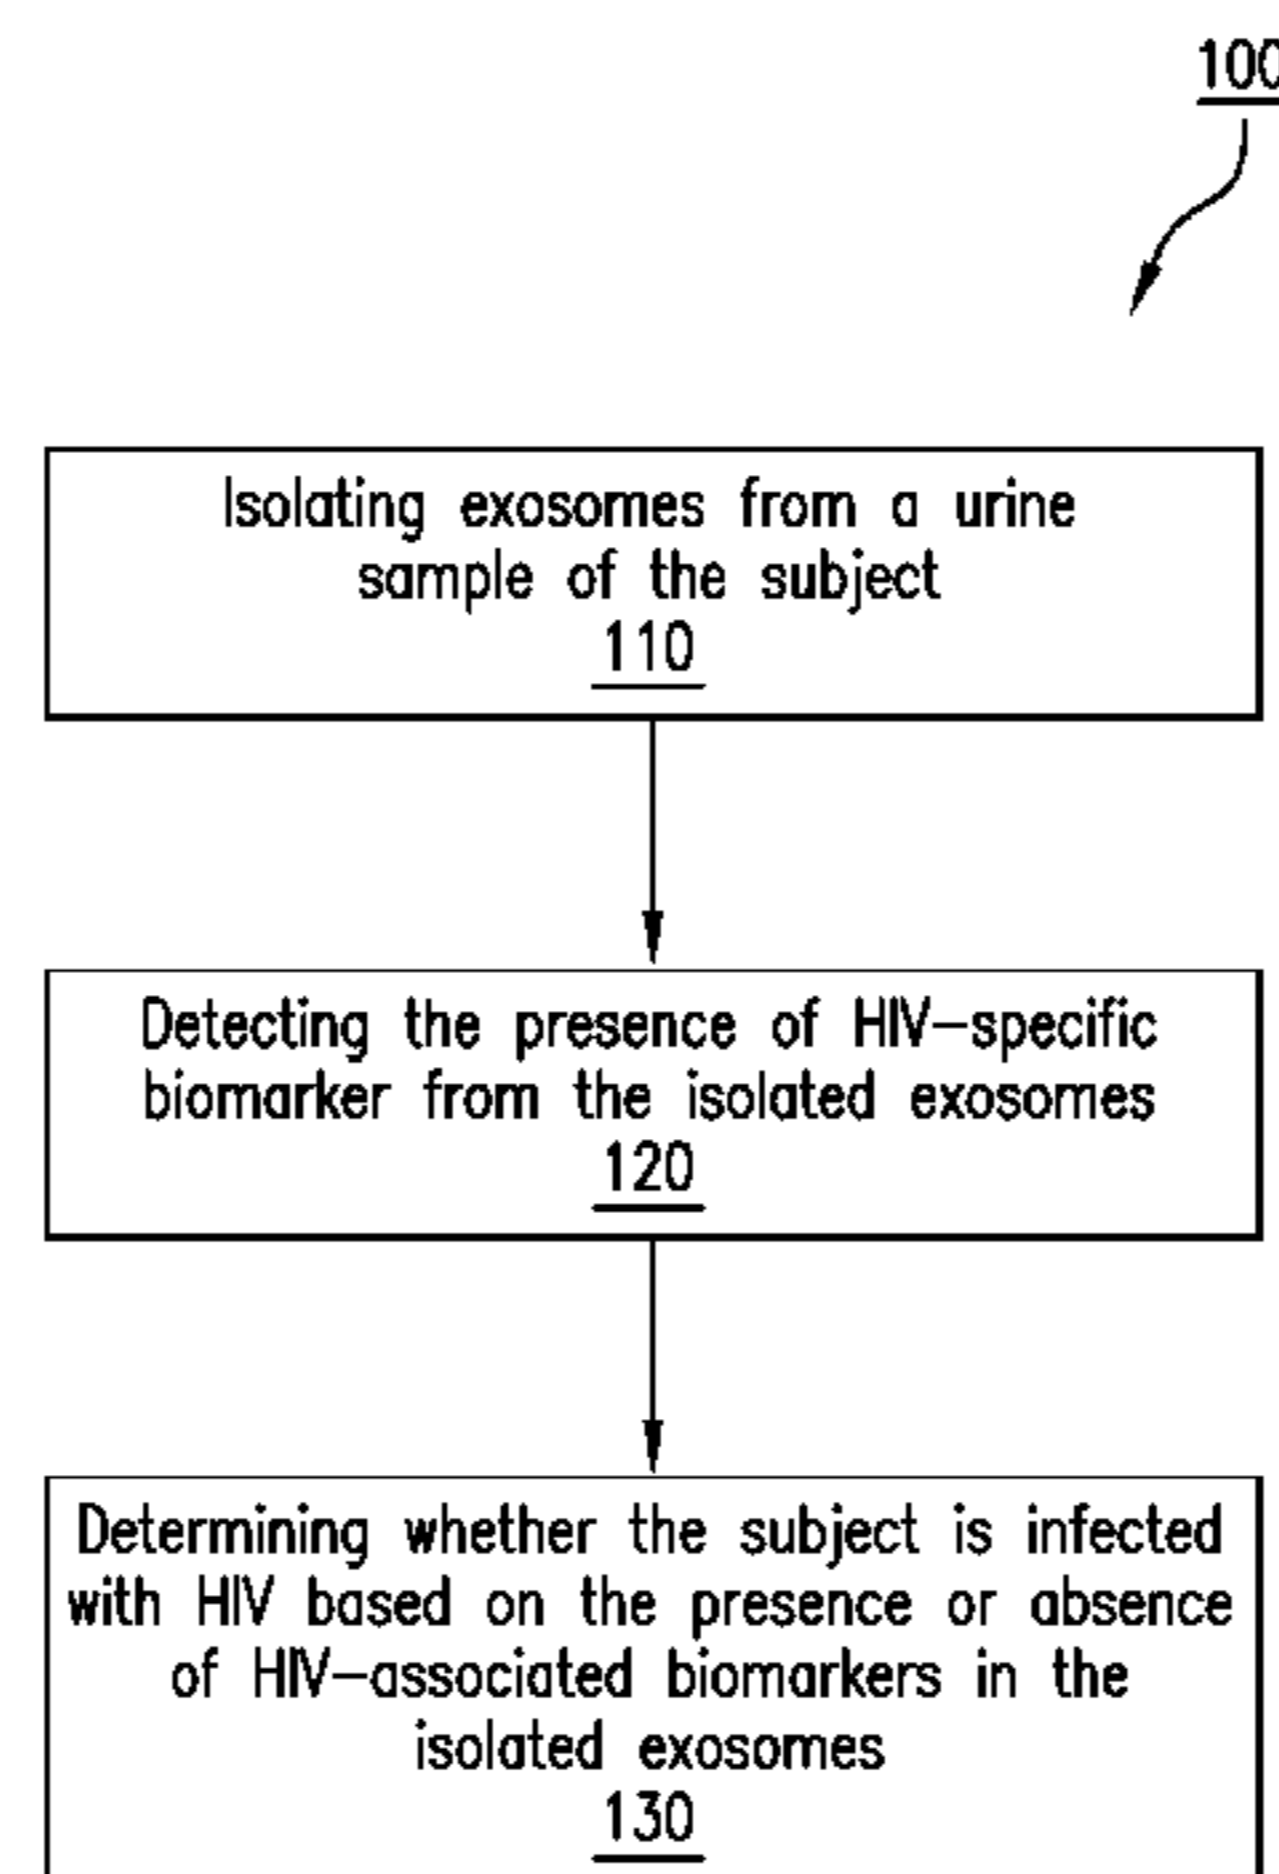 100
Isolating exosomes from a urine
sample of the subject
110
Detecting the presence of HIV-specific
biomarker from the isolated exosomes
120
Determining whether the subject is infected
with HIV based on the presence or absence
of HIV-associated biomarkers in the
isolated exosomes
130